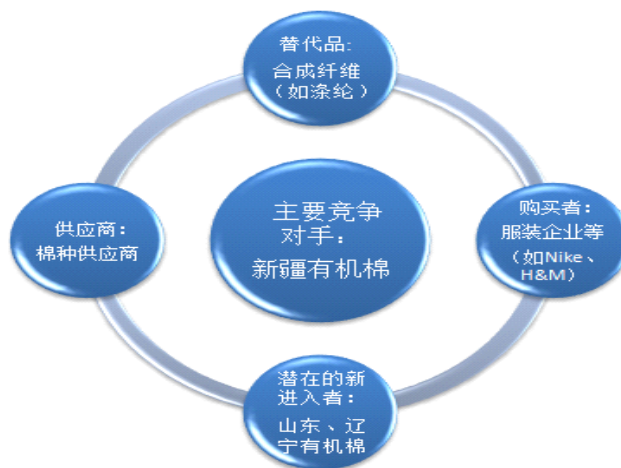 替代品:
合成纤维
（如涤纶）
供应商：
棉种供应商
主要竞争
对手：
新疆有机棉
购买者：
服装企业等
（如Nike、
H&M）
潜在的新
进入者：
山东、辽
宁有机棉